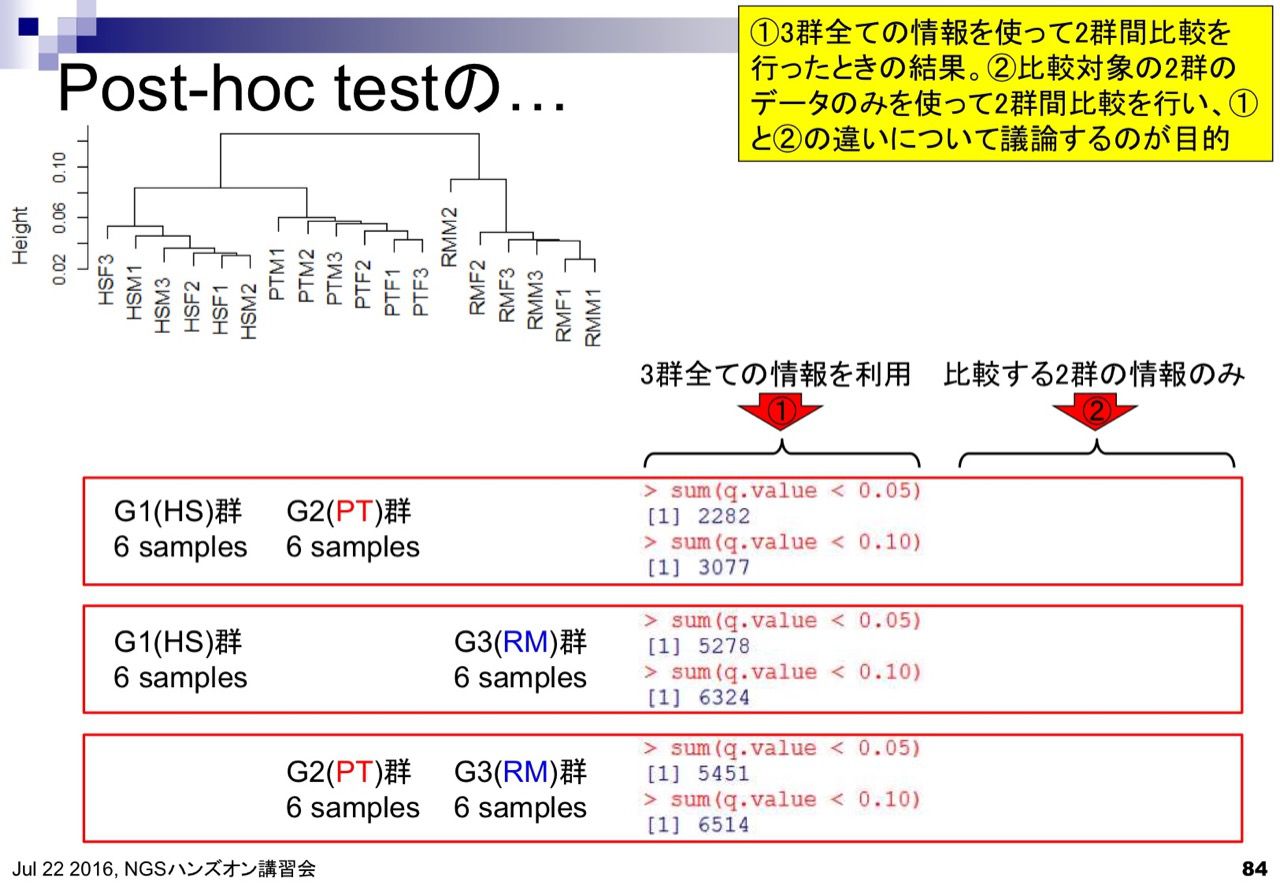 ①3群全ての情報を使って2群間比較を
行ったときの結果。②比較対象の2群の
データのみを使って2群間比較を行い、①
と②の違いについて議論するのが目的
Post-hoc testの…
Height
0.02 0.06 0.10
HSF3 HSM1 HSM3 HSF2 HSF1 HSM2 PTM1 PTM2 PTM3 PTF2 PTF1 PTF3 RMM2 RMF2 RMF3 RMM3 RMF1 RMM1
3群全ての情報を利用 比較する2群の情報のみ
① ②
G1(HS)群 G2(PT)群
6 samples 6 samples
> sum(q.value < 0.05)
[1] 2282
> sum(q.value < 0.10)
[1] 3077
G1(HS)群 G3(RM)群
6 samples 6 samples
> sum(q.value < 0.05)
[1] 5278
> sum(q.value < 0.10)
[1] 6324
G2(PT)群 G3(RM)群
6 samples 6 samples
> sum(q.value < 0.05)
[1] 5451
> sum(q.value < 0.10)
[1] 6514
Jul 22 2016, NGSハンズオン講習会
84